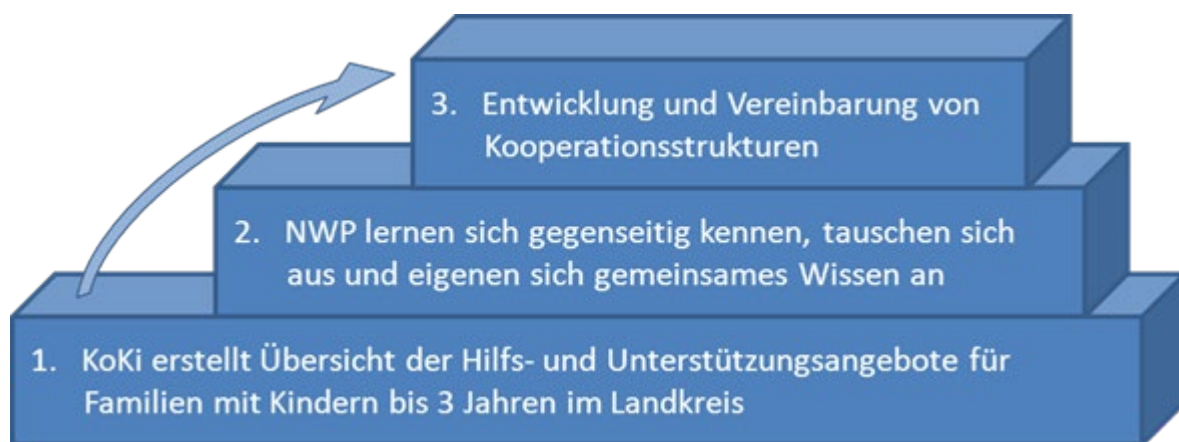 3. Entwicklung und Vereinbarung von
Kooperationsstrukturen
2. NWP lernen sich gegenseitig kennen, tauschen sich
aus und eigenen sich gemeinsames Wissen an
1. KoKi erstellt Übersicht der Hilfs- und Unterstützungsangebote für
Familien mit Kindern bis 3 Jahren im Landkreis